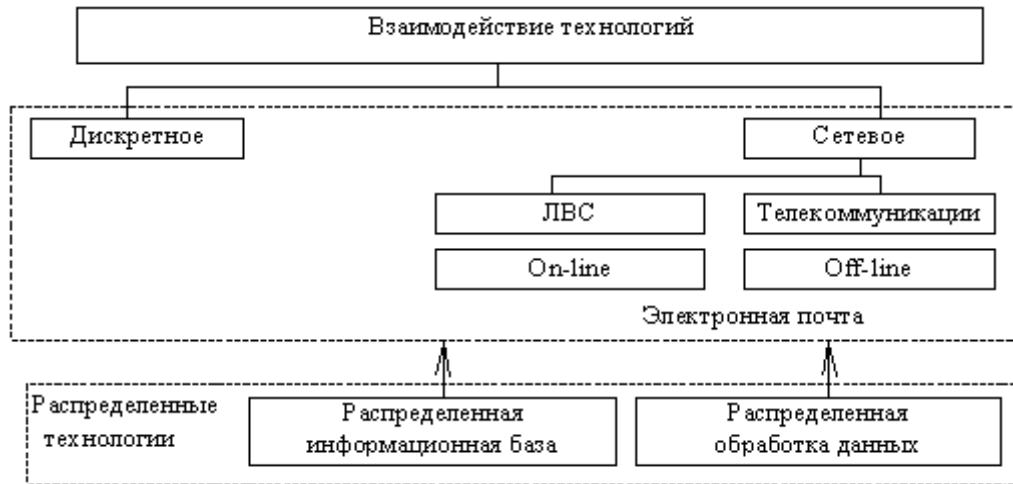 Взаимодействие технологий
Дискретное
Сетевое
ЛВС
Телекоммуникации
On-line
Off-line
Электронная почта
Распределенные
технологии
Распределенная
информационная база
Распределенная
обработка данных